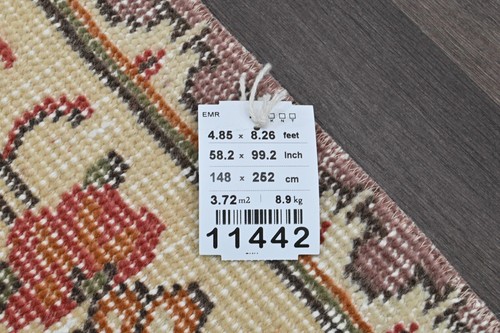 EMR
4.85 x 8.26 feet
58.2 x 99.2 Inch
148 x 252 cm
3.72 m2 | 8.9 kg
11442